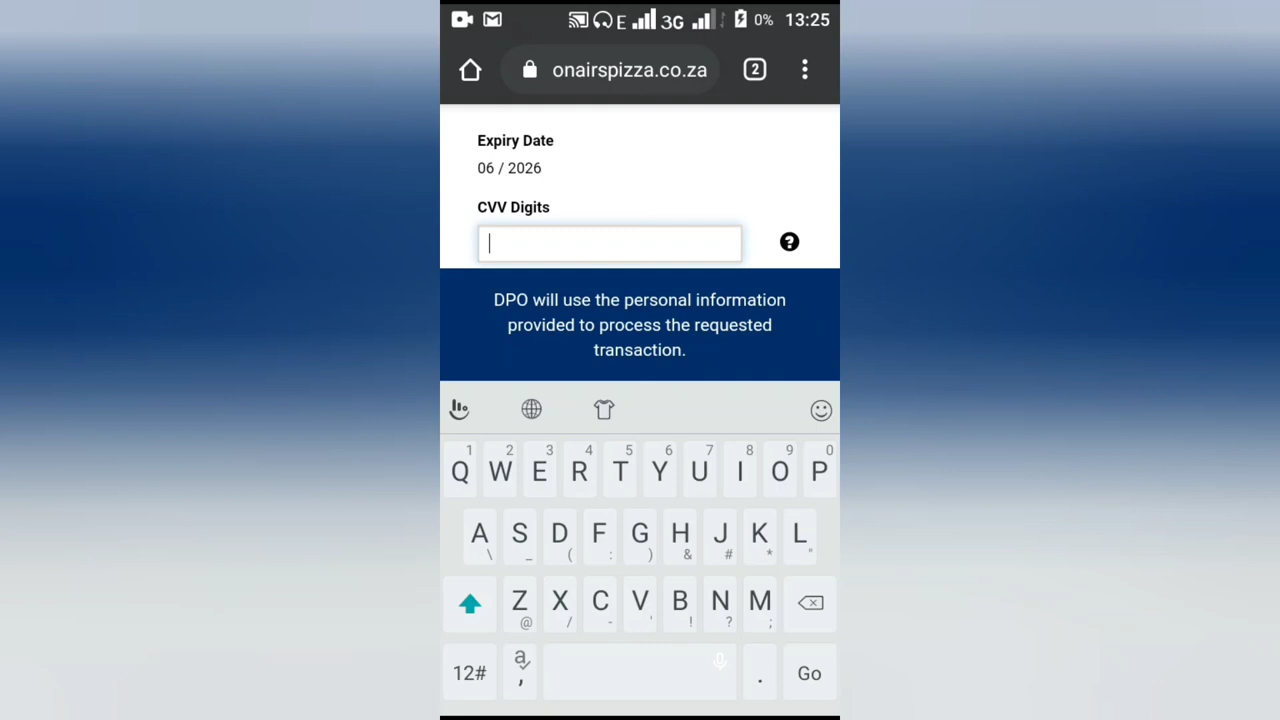 E 3G 0% 13:25
onairspizza.co.za 2
Expiry Date
06 / 2026
CVV Digits
?
DPO will use the personal information
provided to process the requested
transaction.
1 2 3 4 5 6 7 8 9 0
Q W E R T Y U I O P
A S D F G H J K L
\ _ ( : ) & # * "
Z X C V B N M
@ / - ' ! ? ;
12# a , . Go